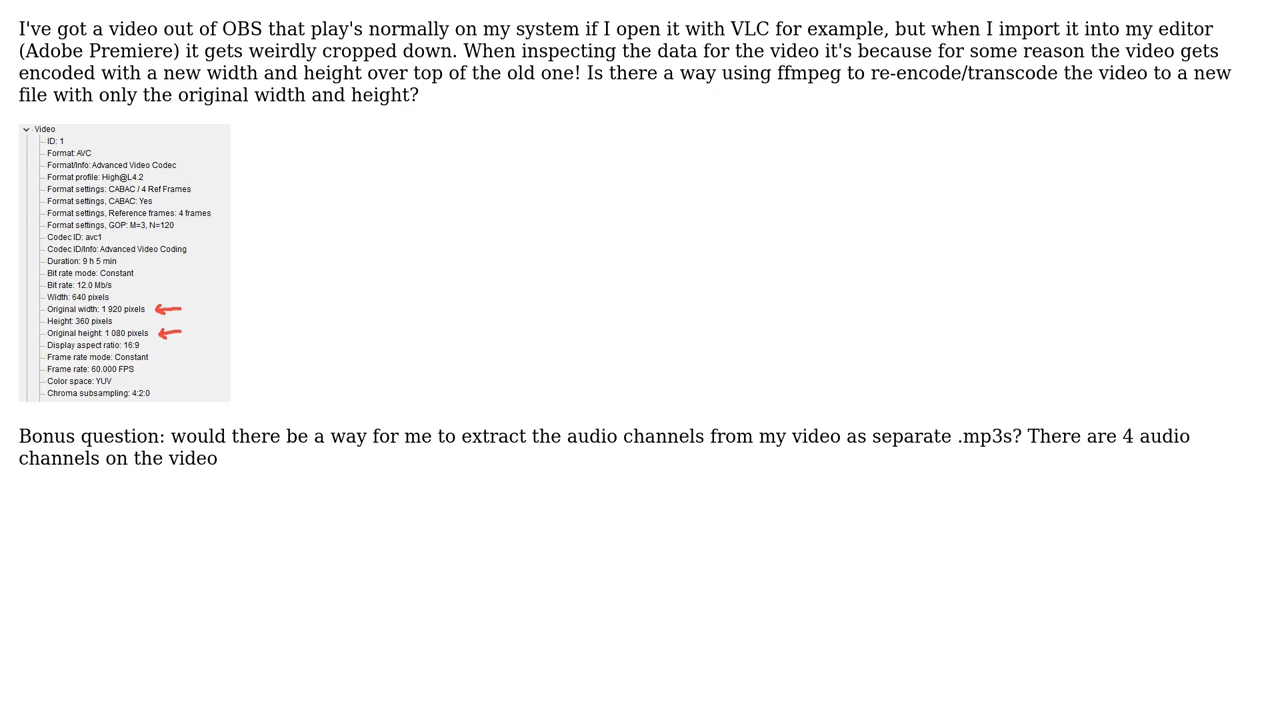 I've got a video out of OBS that play's normally on my system if I open it with VLC for example, but when I import it into my editor
(Adobe Premiere) it gets weirdly cropped down. When inspecting the data for the video it's because for some reason the video gets
encoded with a new width and height over top of the old one! Is there a way using ffmpeg to re-encode/transcode the video to a new
file with only the original width and height?
Video
ID: 1
Format: AVC
Format/Info: Advanced Video Codec
Format profile: High@L4.2
Format settings: CABAC / 4 Ref Frames
Format settings, CABAC: Yes
Format settings, Reference frames: 4 frames
Format settings, GOP: M=3, N=120
Codec ID: avc1
Codec ID/Info: Advanced Video Coding
Duration: 9 h 5 min
Bit rate mode: Constant
Bit rate: 12.0 Mb/s
Width: 640 pixels
Original width: 1 920 pixels
Height: 360 pixels
Original height: 1 080 pixels
Display aspect ratio: 16:9
Frame rate mode: Constant
Frame rate: 60.000 FPS
Color space: YUV
Chroma subsampling: 4:2:0
Bonus question: would there be a way for me to extract the audio channels from my video as separate .mp3s? There are 4 audio
channels on the video